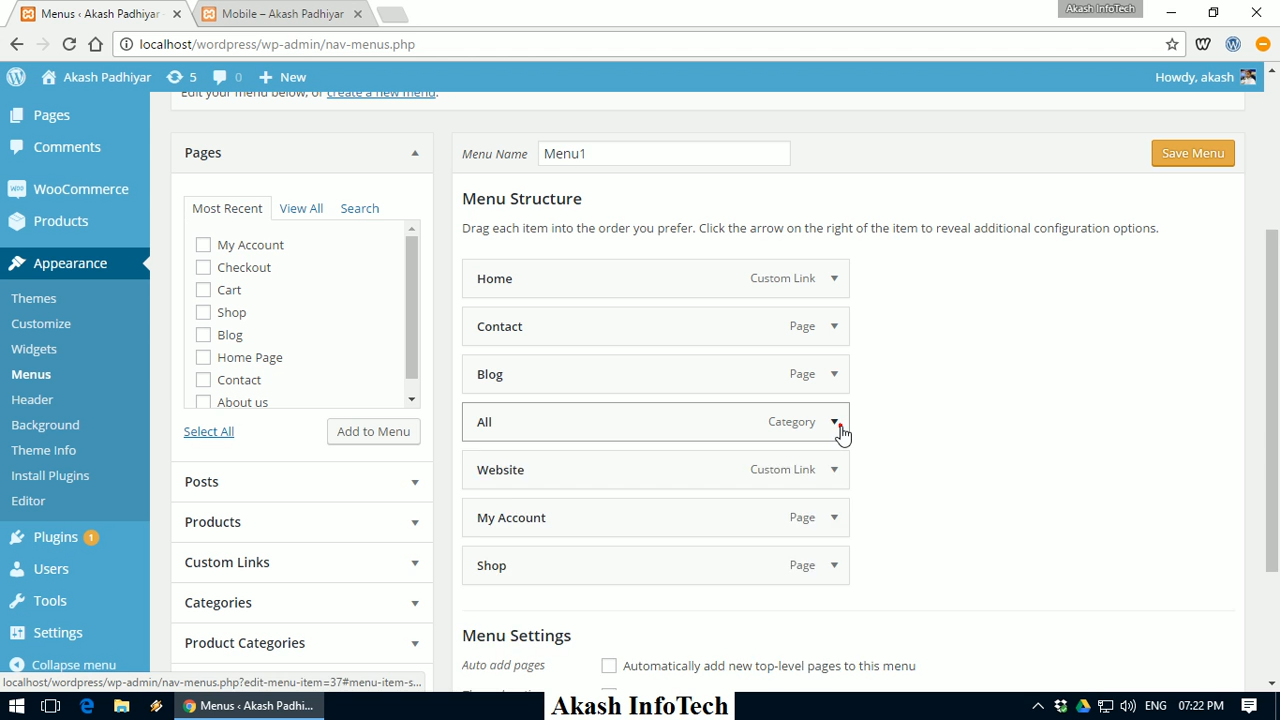 Menus ‹ Akash Padhiyar
Mobile – Akash Padhiyar
Akash InfoTech
localhost/wordpress/wp-admin/nav-menus.php
Akash Padhiyar
5
0
New
Howdy, akash
Edit your menu below, or create a new menu.
Pages
Comments
WooCommerce
Products
Appearance
Themes
Customize
Widgets
Menus
Header
Background
Theme Info
Install Plugins
Editor
Plugins 1
Users
Tools
Settings
Collapse menu
Pages
Most Recent View All Search
My Account
Checkout
Cart
Shop
Blog
Home Page
Contact
About us
Select All
Add to Menu
Posts
Products
Custom Links
Categories
Product Categories
Menu Name Menu1
Save Menu
Menu Structure
Drag each item into the order you prefer. Click the arrow on the right of the item to reveal additional configuration options.
Home Custom Link
Contact Page
Blog Page
All Category
Website Custom Link
My Account Page
Shop Page
Menu Settings
Auto add pages
Automatically add new top-level pages to this menu
localhost/wordpress/wp-admin/nav-menus.php?edit-menu-item=37#menu-item-s...
Menus ‹ Akash Padhi...
Akash InfoTech
ENG
07:22 PM